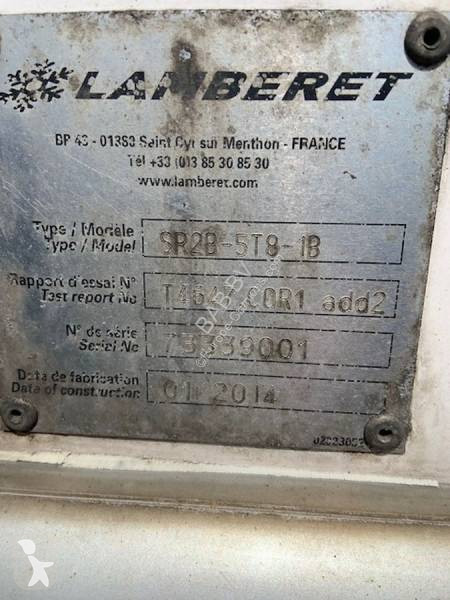 LAMBERET
BP 43 - 01380 Saint Cyr sur Menthon - FRANCE
Tél +33 (0)3 85 30 85 30
www.lamberet.com
Type / Modèle
Type / Model
SR2B-5T8-IB
Rapport d'essai N°
Test report No
COR1 add2
N° de série
Serial No
73339001
Date de fabrication
Date of construction
01 2014